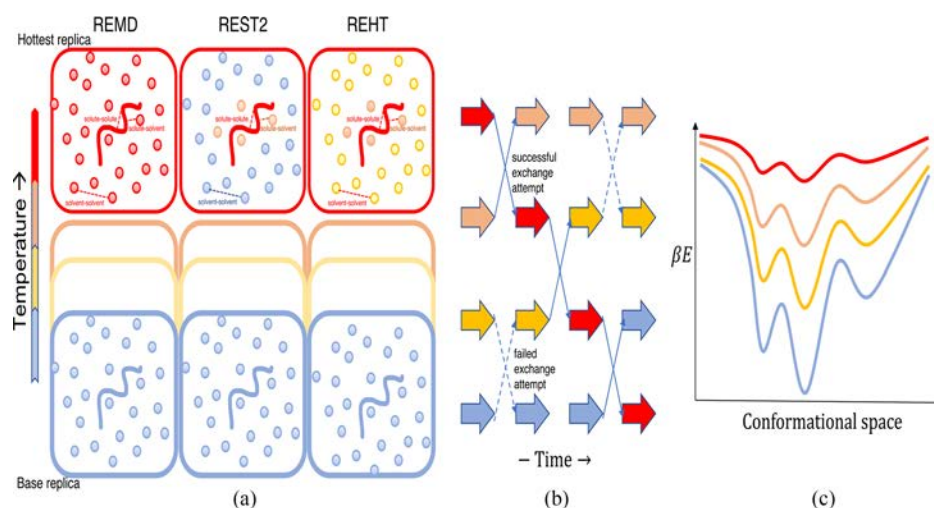 REMD
REST2
REHT
Hottest replica
Temperature →
solute-solute
solute-solvent
solvent-solvent
solute-solute
solute-solvent
solvent-solvent
solute-solute
solute-solvent
solvent-solvent
Base replica
(a)
successful
exchange
attempt
failed
exchange
attempt
– Time →
(b)
βE
Conformational space
(c)